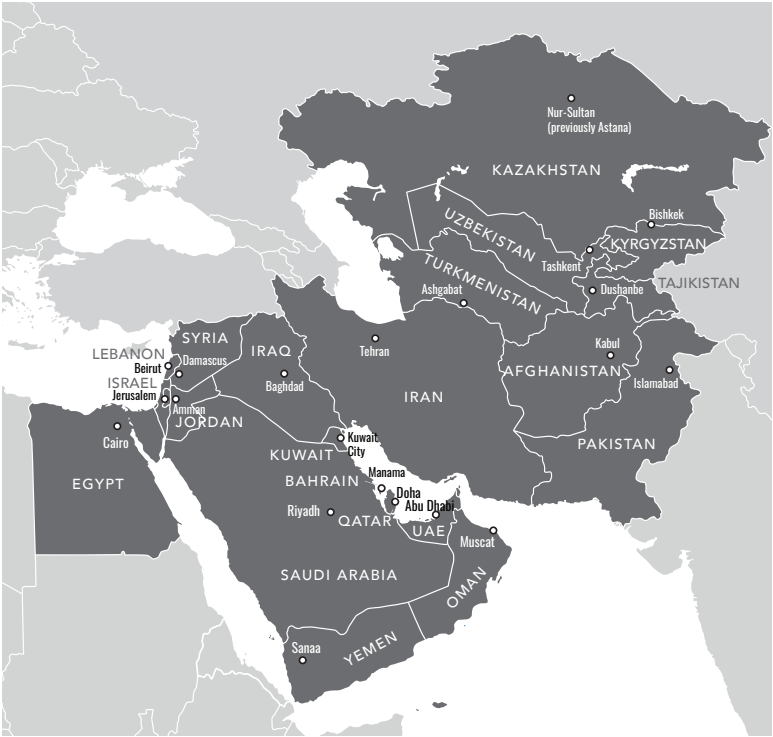 Nur-Sultan
(previously Astana)
KAZAKHSTAN
Bishkek
UZBEKISTAN
KYRGYZSTAN
Tashkent
TURKMENISTAN
TAJIKISTAN
Ashgabat
Dushanbe
SYRIA
LEBANON
Beirut
Damascus
IRAQ
Tehran
Kabul
AFGHANISTAN
Islamabad
ISRAEL
Jerusalem
Baghdad
IRAN
Amman
JORDAN
Cairo
Kuwait
City
KUWAIT
PAKISTAN
Manama
BAHRAIN
EGYPT
Doha
Abu Dhabi
Riyadh
QATAR
UAE
Muscat
SAUDI ARABIA
OMAN
Sanaa
YEMEN